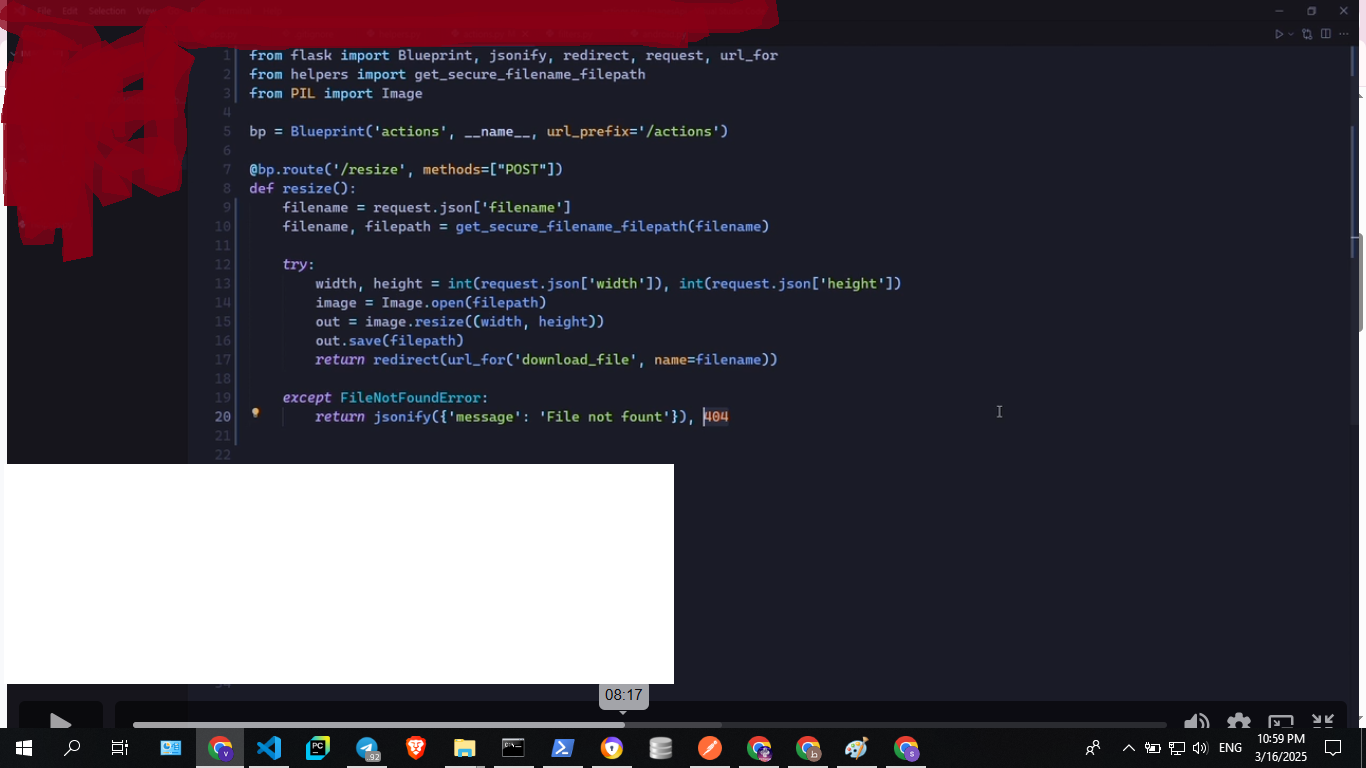 File Edit Selection View
1 from flask import Blueprint, jsonify, redirect, request, url_for
2 from helpers import get_secure_filename_filepath
3 from PIL import Image
4
5 bp = Blueprint('actions', __name__, url_prefix='/actions')
6
7 @bp.route('/resize', methods=["POST"])
8 def resize():
9 filename = request.json['filename']
10 filename, filepath = get_secure_filename_filepath(filename)
11
12 try:
13 width, height = int(request.json['width']), int(request.json['height'])
14 image = Image.open(filepath)
15 out = image.resize((width, height))
16 out.save(filepath)
17 return redirect(url_for('download_file', name=filename))
18
19 except FileNotFoundError:
20 return jsonify({'message': 'File not fount'}), 404
21
22
08:17
PC
92
ENG
10:59 PM
3/16/2025